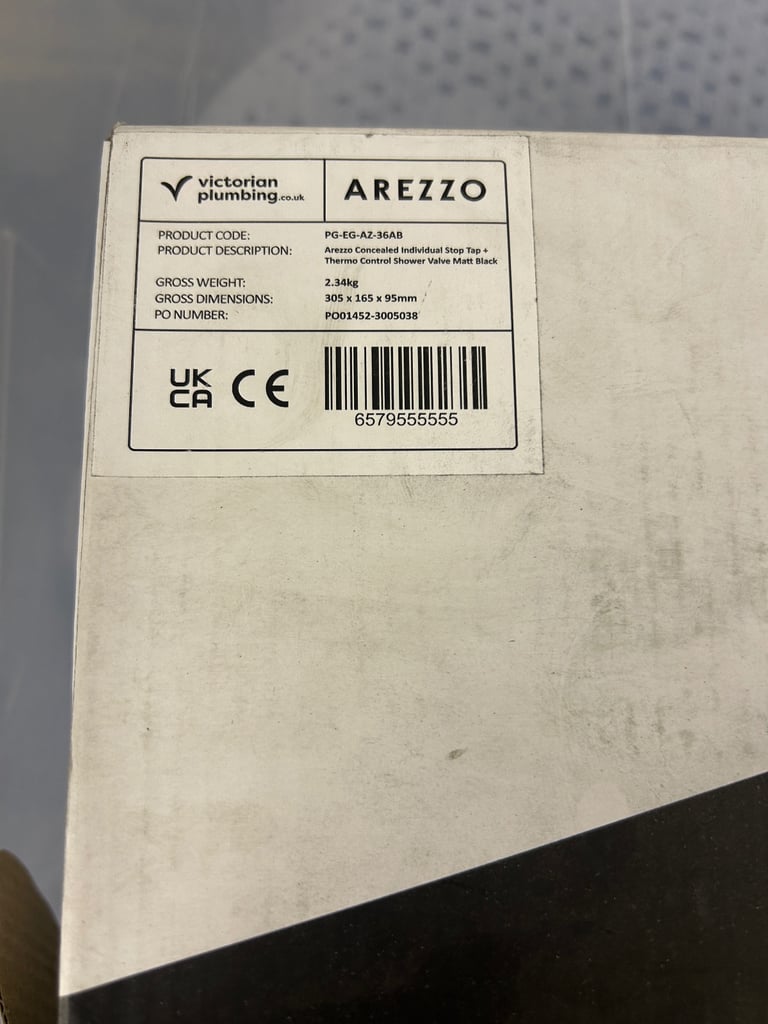 victorian
plumbing.co.uk
AREZZO
PRODUCT CODE: PG-EG-AZ-36AB
PRODUCT DESCRIPTION: Arezzo Concealed Individual Stop Tap +
Thermo Control Shower Valve Matt Black
GROSS WEIGHT: 2.34kg
GROSS DIMENSIONS: 305 x 165 x 95mm
PO NUMBER: PO01452-3005038
UK
CA
CE
6579555555